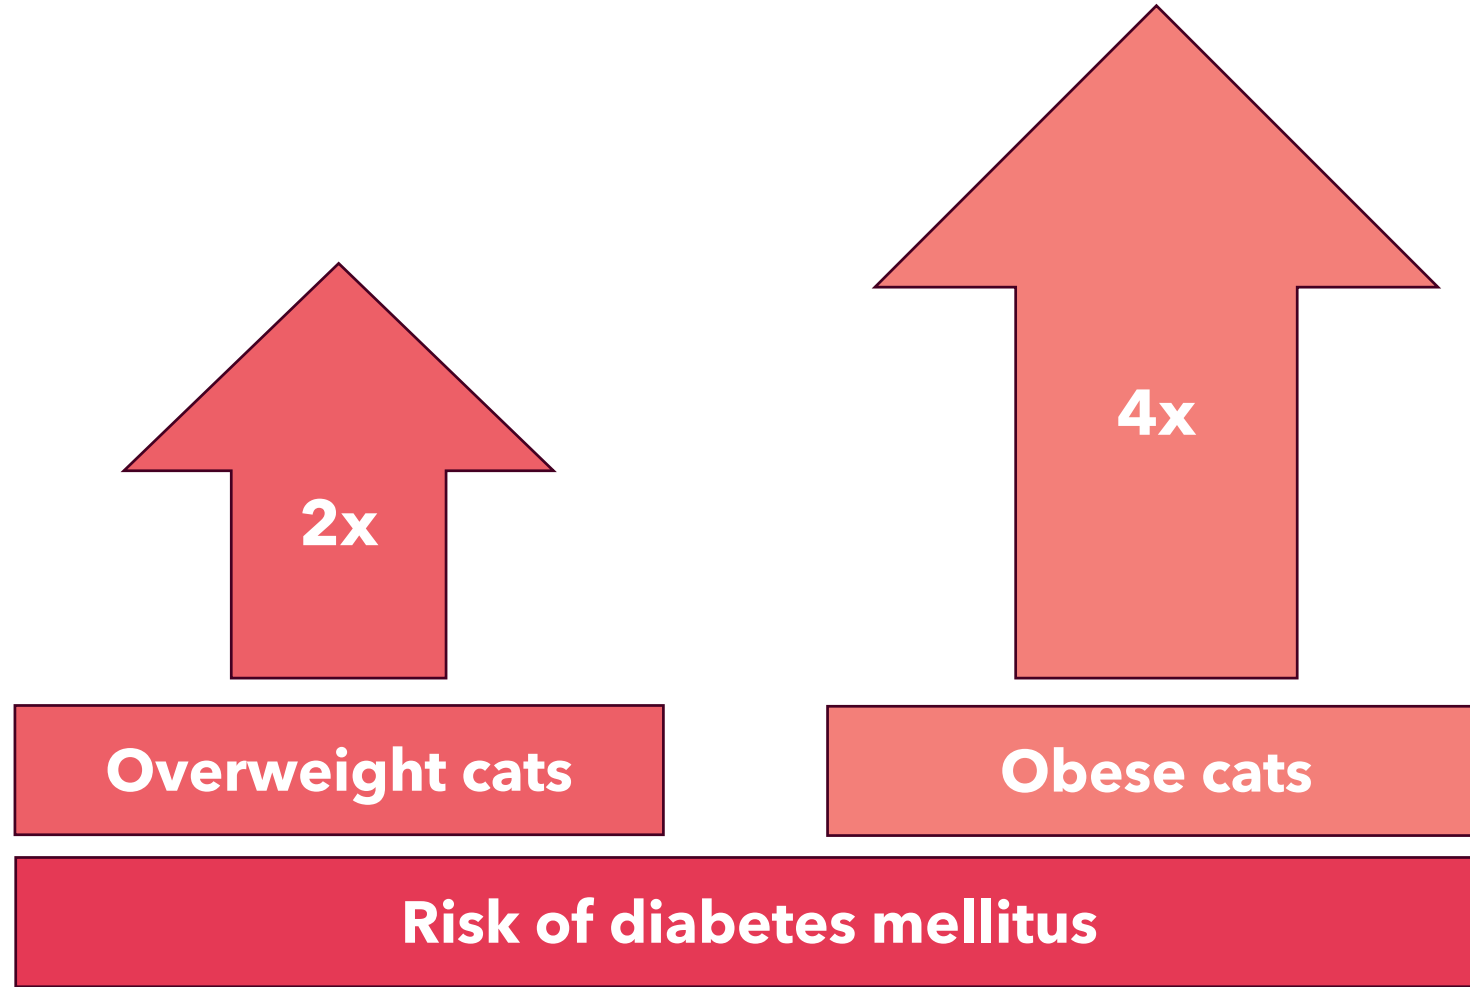 4x
2x
Overweight cats
Obese cats
Risk of diabetes mellitus